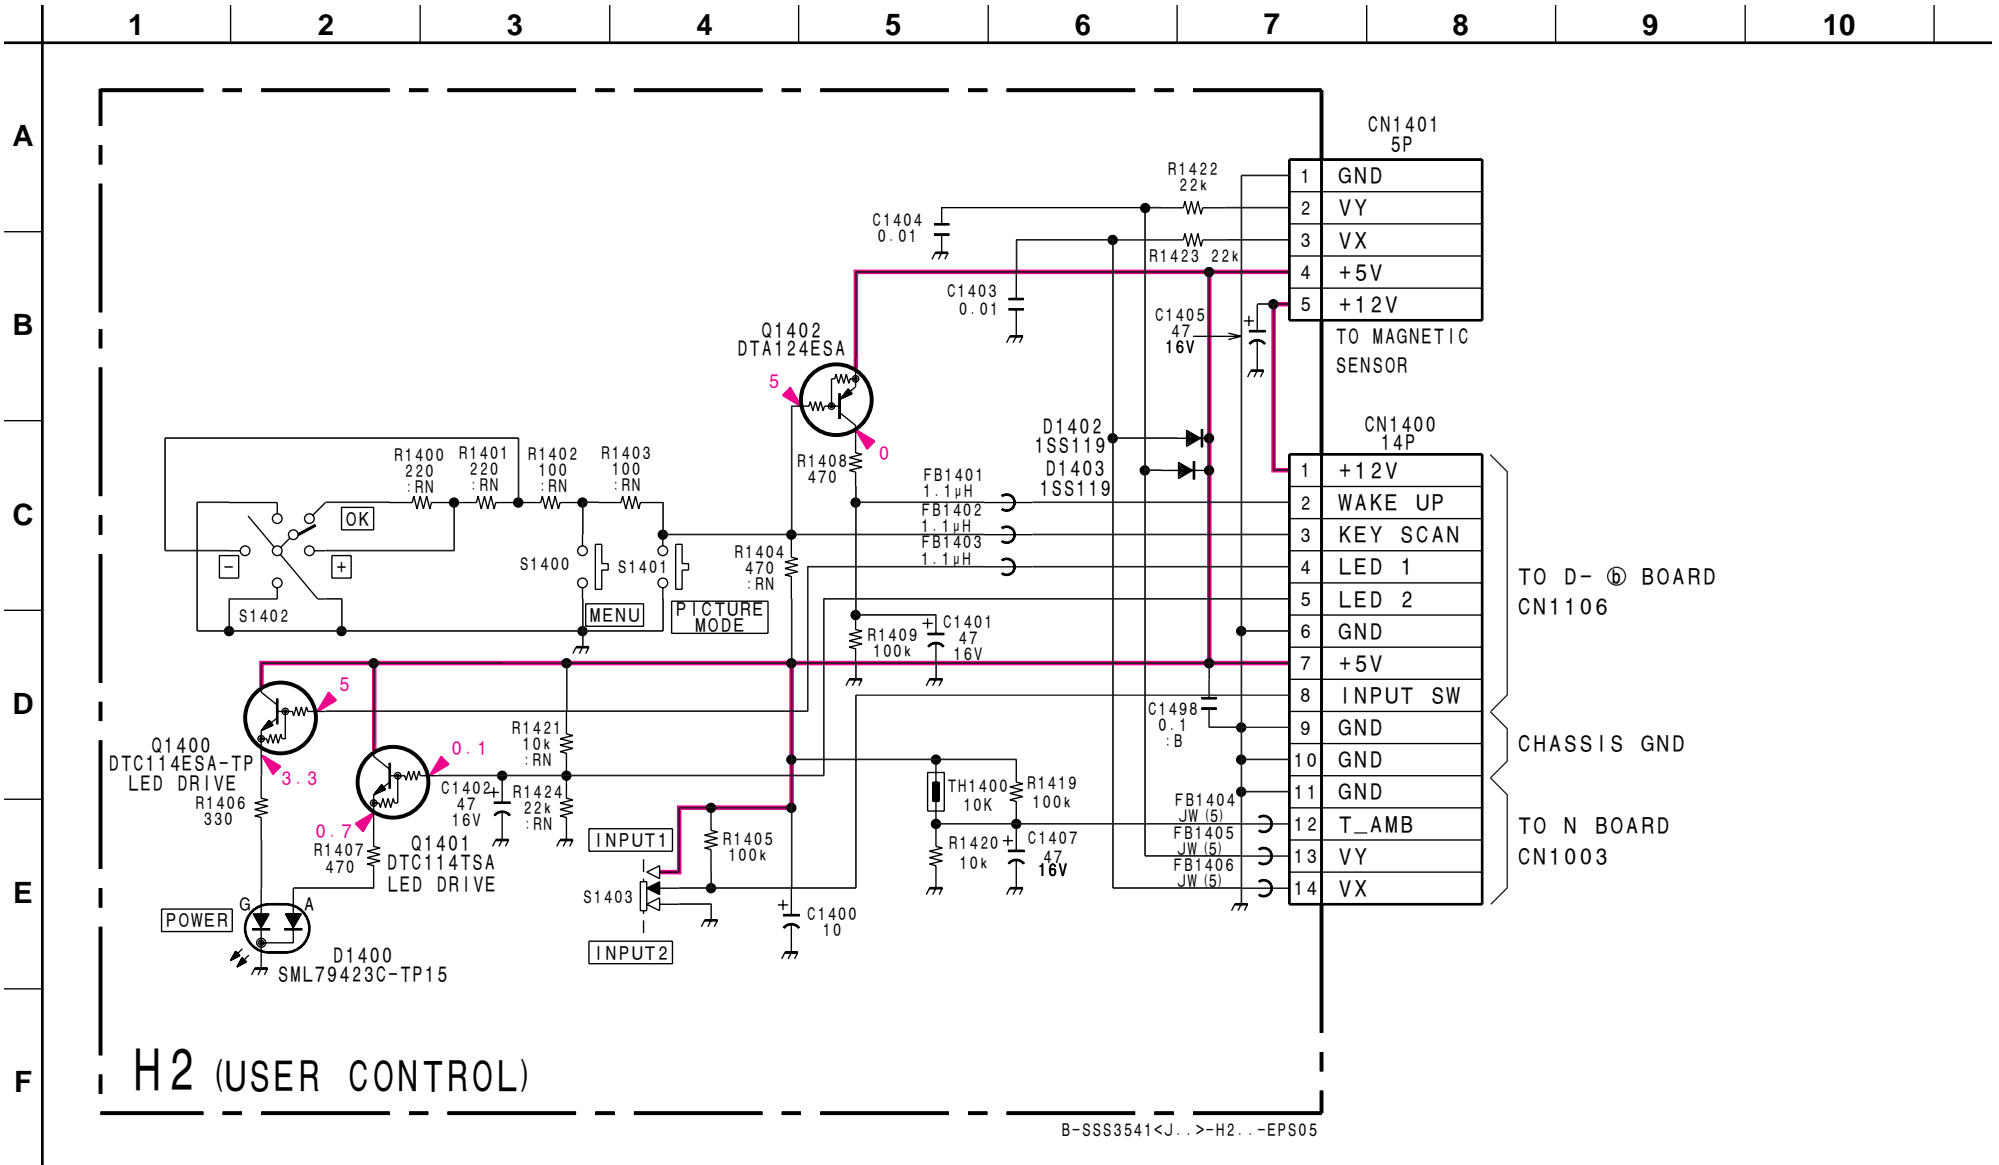 1 2 3 4 5 6 7 8 9 10
A
B
C
D
E
F
CN1401
5P
1 GND
2 VY
3 VX
4 +5V
5 +12V
TO MAGNETIC
SENSOR
R1422
22k
R1423 22k
C1404
0.01
C1403
0.01
C1405
47
16V
Q1402
DTA124ESA
5
0
R1408
470
D1402
1SS119
D1403
1SS119
CN1400
14P
1 +12V
2 WAKE UP
3 KEY SCAN
4 LED 1
5 LED 2
6 GND
7 +5V
8 INPUT SW
9 GND
10 GND
11 GND
12 T_AMB
13 VY
14 VX
TO D- ⓑ BOARD
CN1106
CHASSIS GND
TO N BOARD
CN1003
R1400
220
:RN
R1401
220
:RN
R1402
100
:RN
R1403
100
:RN
OK
-
+
S1402
S1400
S1401
MENU
PICTURE
MODE
R1404
470
:RN
FB1401
1.1µH
FB1402
1.1µH
FB1403
1.1µH
R1409
100k
C1401
47
16V
+
Q1400
DTC114ESA-TP
LED DRIVE
5
3.3
R1406
330
Q1401
DTC114TSA
LED DRIVE
0.1
0.7
R1407
470
C1402
47
16V
+
R1421
10k
:RN
R1424
22k
:RN
INPUT1
S1403
INPUT2
R1405
100k
C1400
10
+
TH1400
10K
R1419
100k
R1420
10k
C1407
47
16V
+
C1498
0.1
:B
FB1404
JW(5)
FB1405
JW(5)
FB1406
JW(5)
POWER
G
A
D1400
SML79423C-TP15
H2 (USER CONTROL)
B-SSS3541<J..>-H2..-EPS05